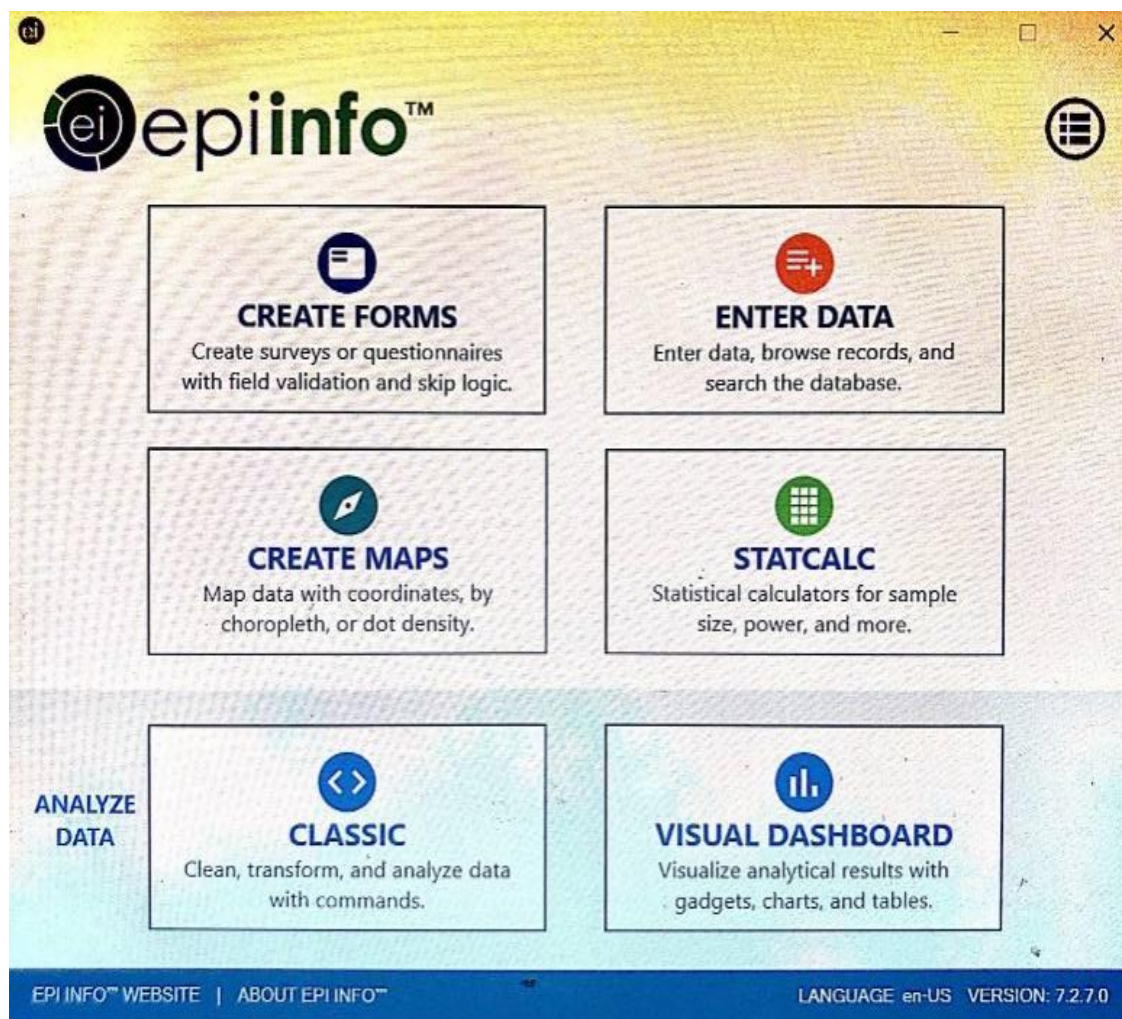 ei
ei epiinfo™
CREATE FORMS
Create surveys or questionnaires
with field validation and skip logic.
ENTER DATA
Enter data, browse records, and
search the database.
CREATE MAPS
Map data with coordinates, by
choropleth, or dot density.
STATCALC
Statistical calculators for sample
size, power, and more.
ANALYZE
DATA
CLASSIC
Clean, transform, and analyze data
with commands.
VISUAL DASHBOARD
Visualize analytical results with
gadgets, charts, and tables.
EPI INFO™ WEBSITE | ABOUT EPI INFO™
LANGUAGE en-US VERSION: 7.2.7.0